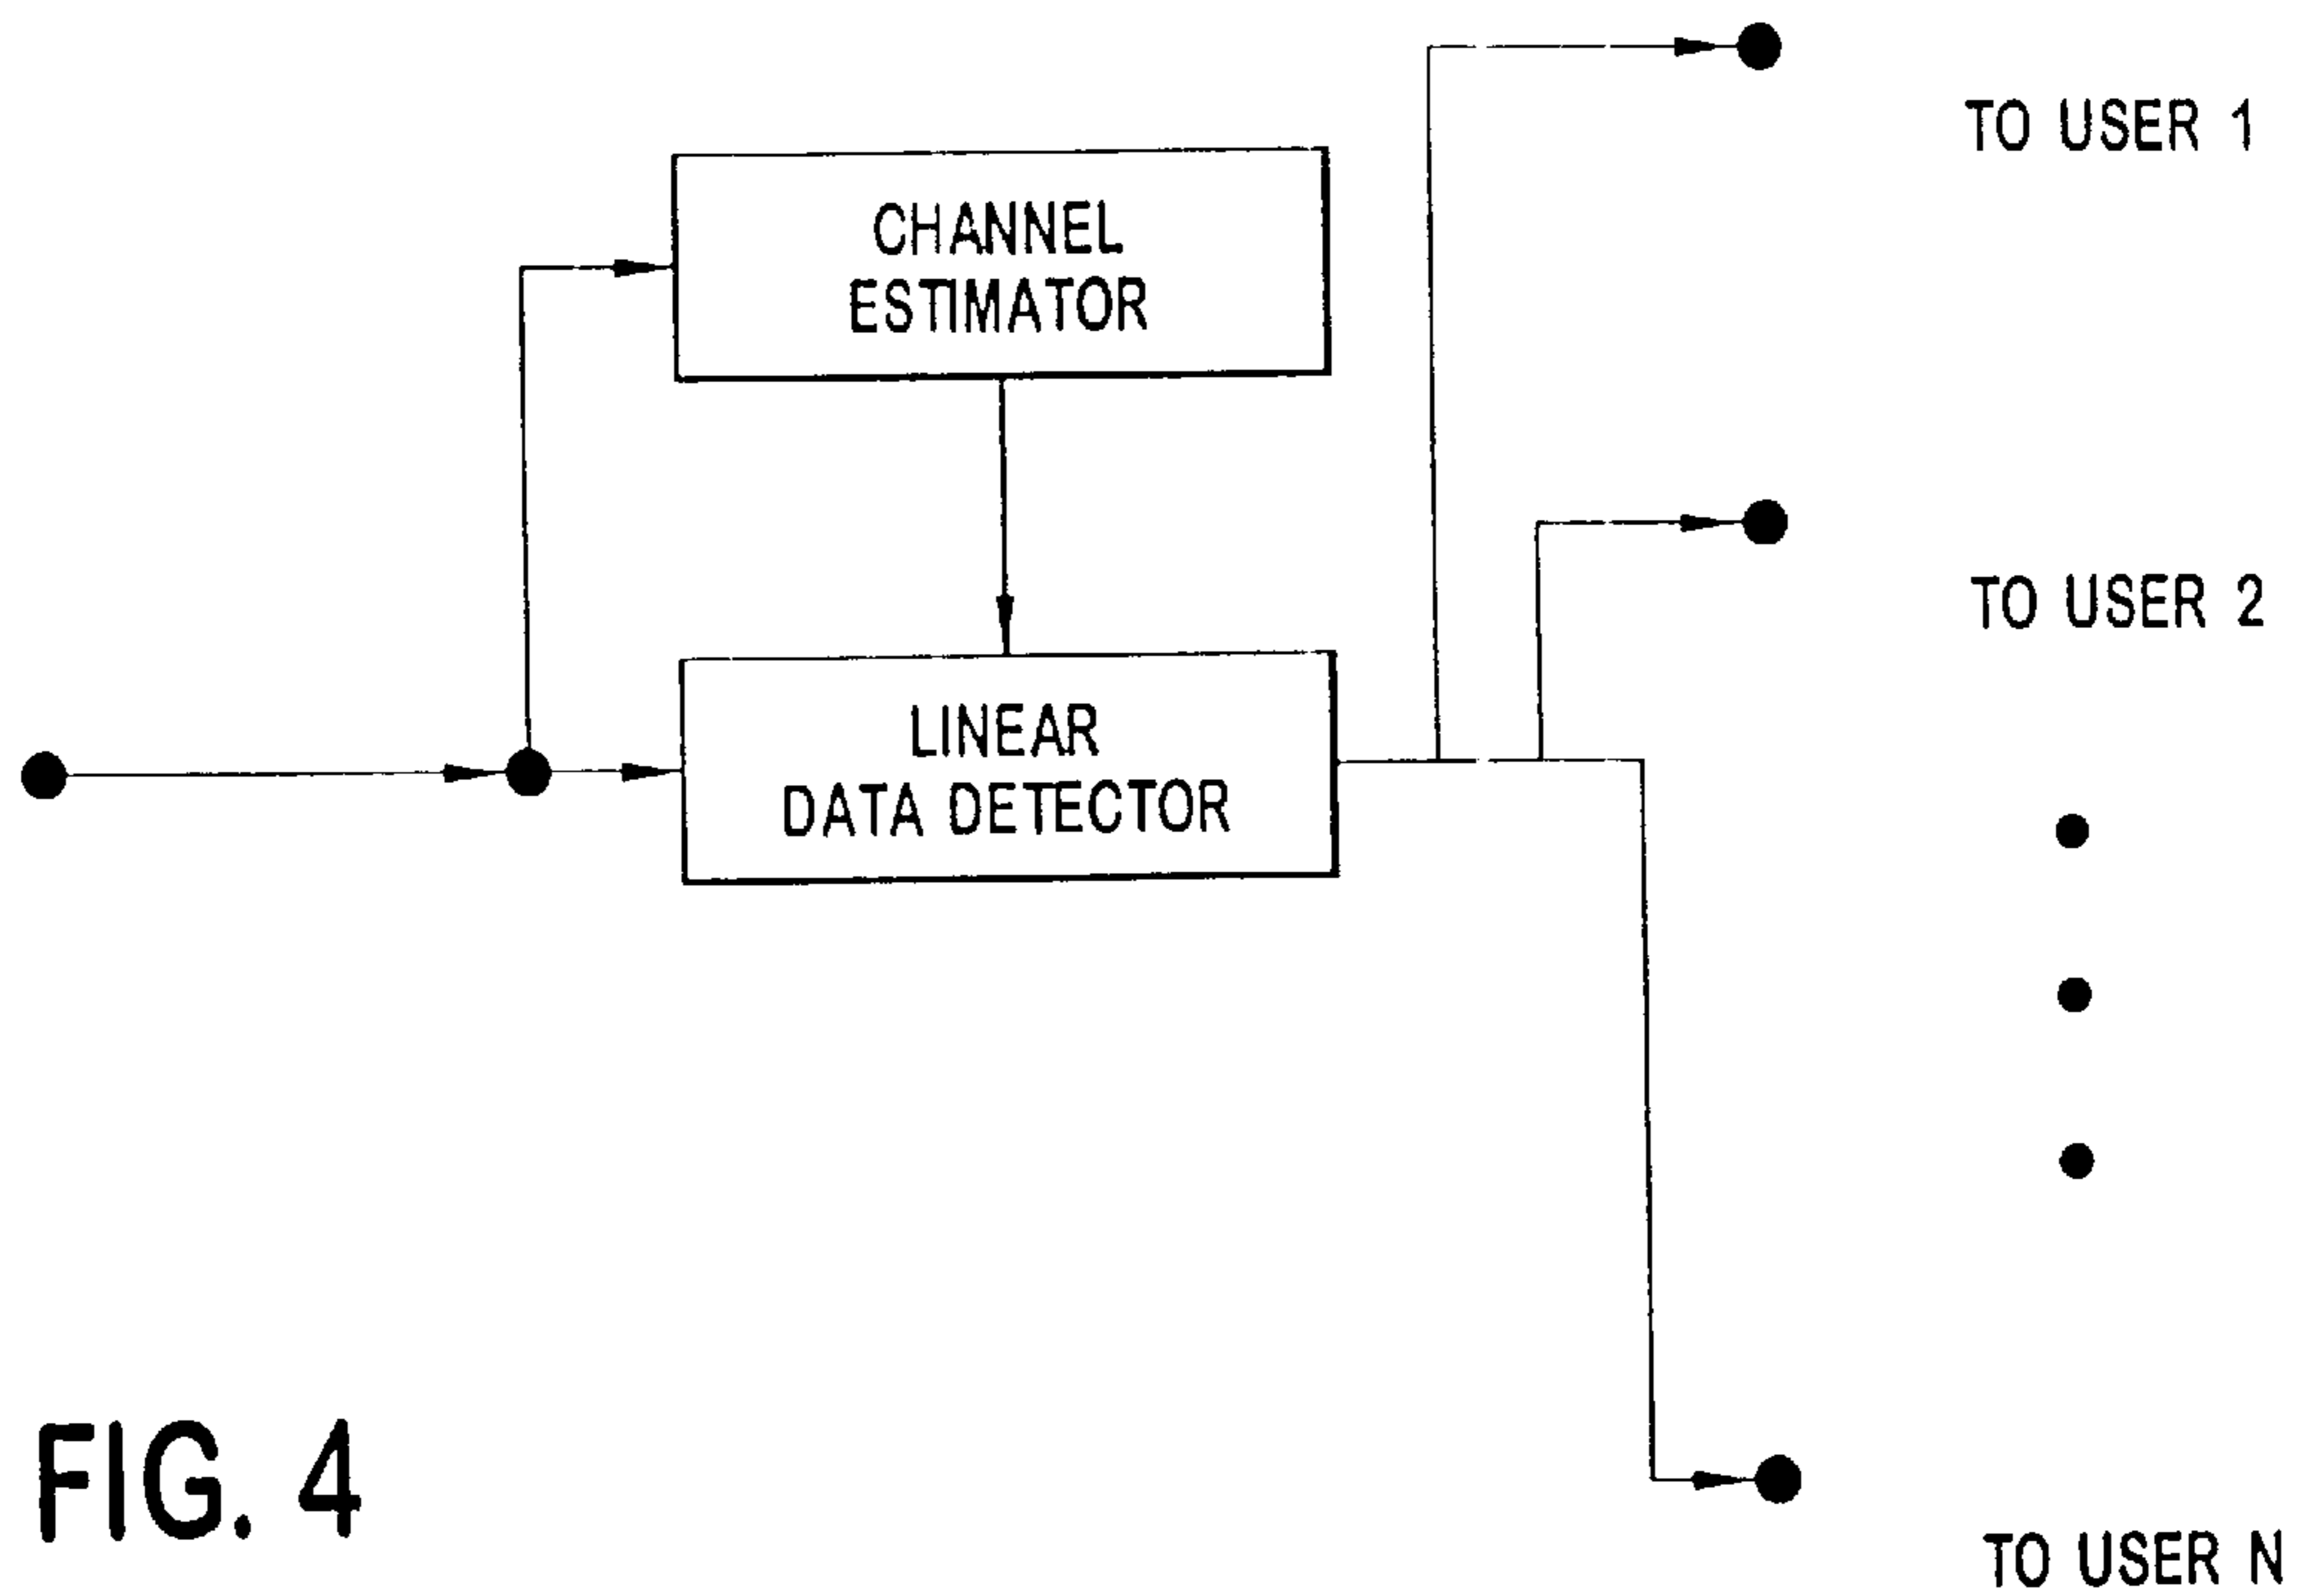 TO USER 1
CHANNEL
ESTIMATOR
TO USER 2
LINEAR
DATA DETECTOR
FIG. 4
TO USER N